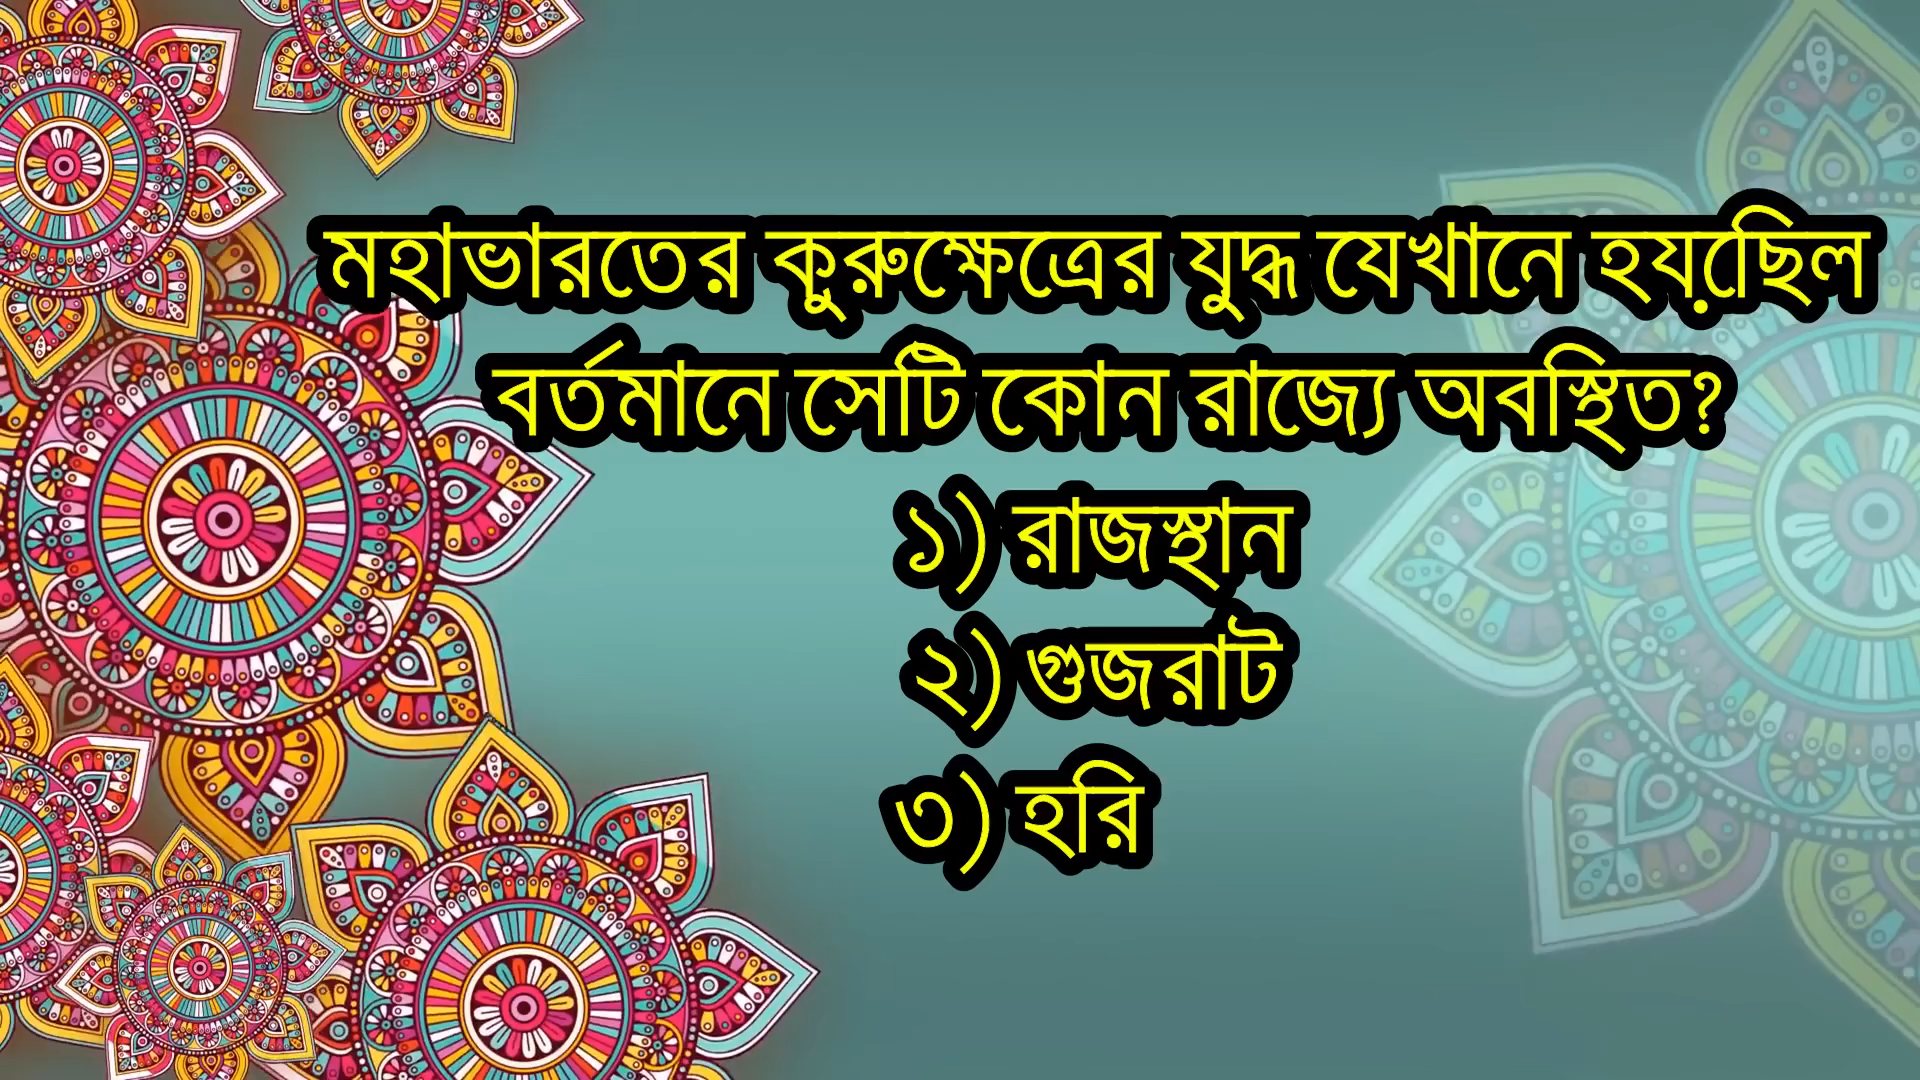 মহাভারতের কুরুক্ষেত্রের যুদ্ধ যেখানে হয়েছিল
বর্তমানে সেটি কোন রাজ্যে অবস্থিত?
১) রাজস্থান
২) গুজরাট
৩) হরি